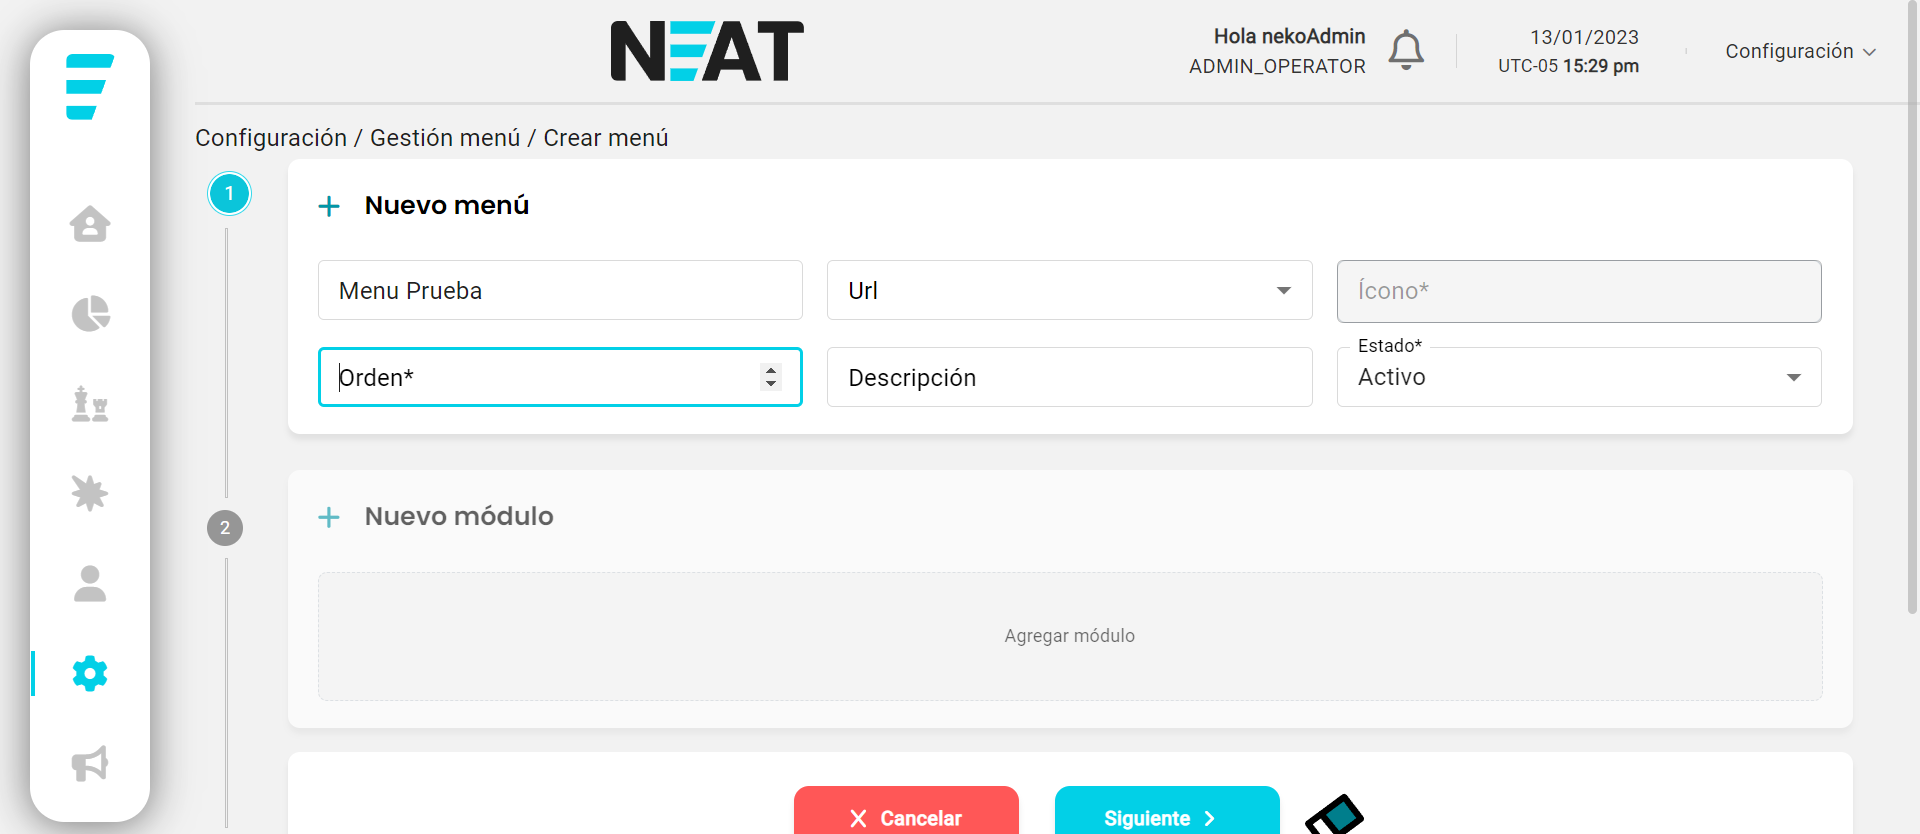 NEAT
Hola nekoAdmin
ADMIN_OPERATOR
13/01/2023
UTC-05 15:29 pm
Configuración
Configuración / Gestión menú / Crear menú
1
Nuevo menú
Menu Prueba
Url
Ícono*
Orden*
Descripción
Estado*
Activo
2
Nuevo módulo
Agregar módulo
Cancelar
Siguiente